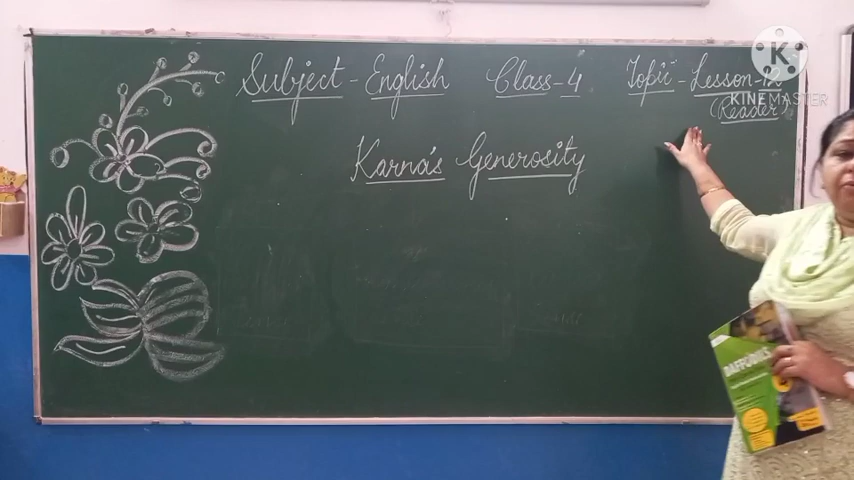 Subject - English Class - 4 Topic - Lesson - 12
(Reader)
Karna's Generosity
KINEMASTER
DAFFODILS